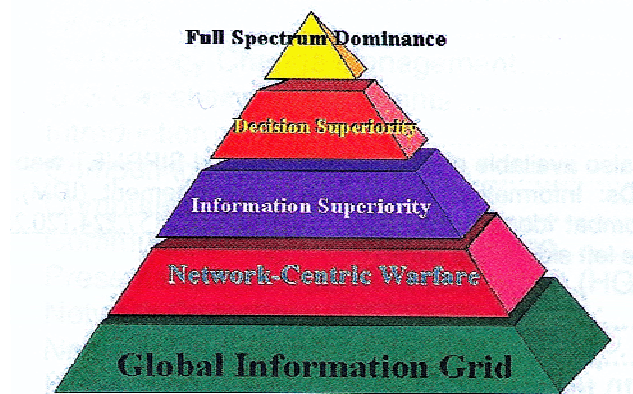 Full Spectrum Dominance
Decision Superiority
Information Superiority
Network-Centric Warfare
Global Information Grid